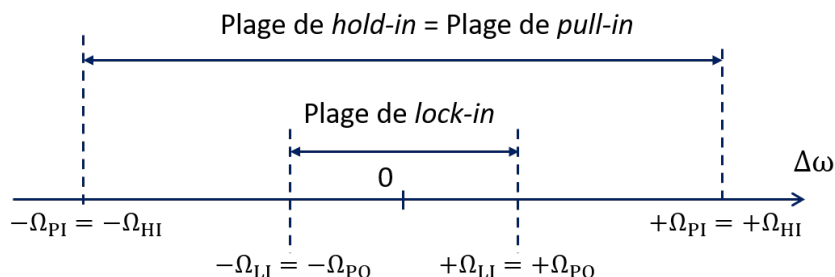 Plage de hold-in = Plage de pull-in
Plage de lock-in
0
Δω
−Ω_PI = −Ω_HI
+Ω_PI = +Ω_HI
−Ω_LI = −Ω_PO
+Ω_LI = +Ω_PO